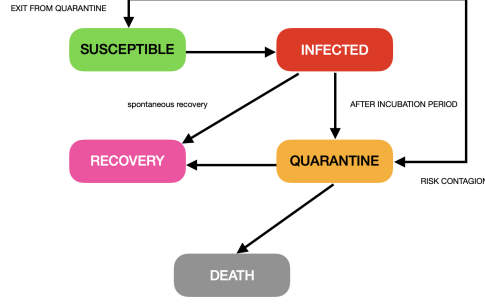 EXIT FROM QUARANTINE
SUSCEPTIBLE
INFECTED
spontaneous recovery
AFTER INCUBATION PERIOD
RECOVERY
QUARANTINE
RISK CONTAGION
DEATH